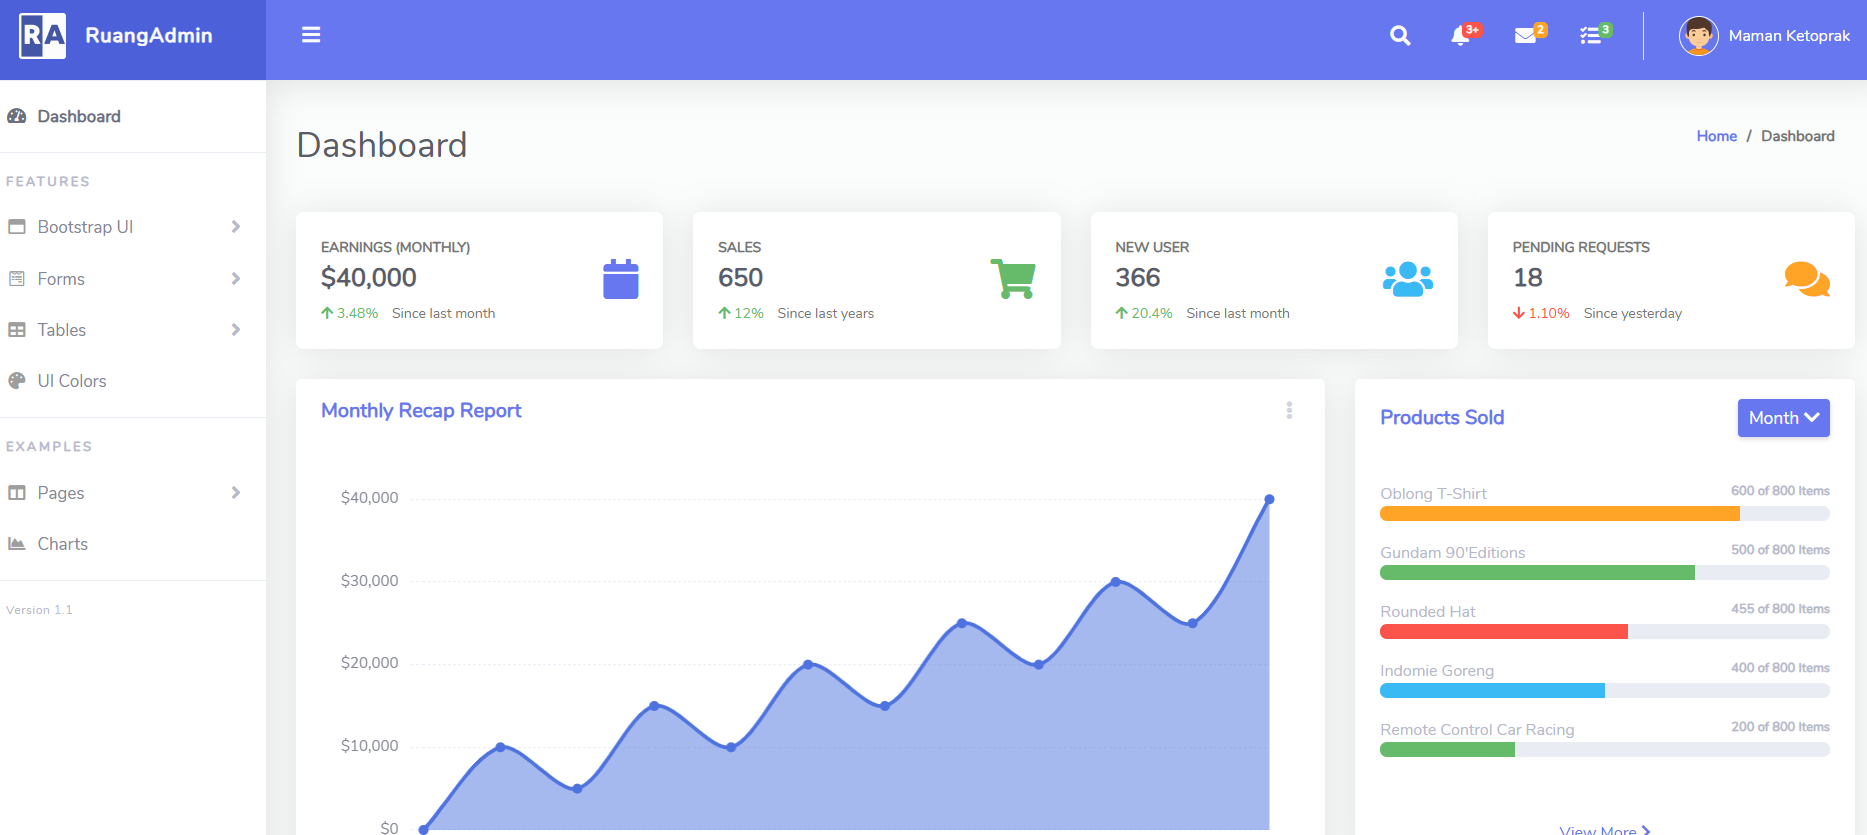 RA RuangAdmin
3+
2
3
Maman Ketoprak
Dashboard
FEATURES
Bootstrap UI
Forms
Tables
UI Colors
EXAMPLES
Pages
Charts
Version 1.1
Dashboard
Home / Dashboard
EARNINGS (MONTHLY)
$40,000
3.48% Since last month
SALES
650
12% Since last years
NEW USER
366
20.4% Since last month
PENDING REQUESTS
18
1.10% Since yesterday
Monthly Recap Report
$40,000
$30,000
$20,000
$10,000
$0
Products Sold
Month
Oblong T-Shirt 600 of 800 Items
Gundam 90'Editions 500 of 800 Items
Rounded Hat 455 of 800 Items
Indomie Goreng 400 of 800 Items
Remote Control Car Racing 200 of 800 Items
View More